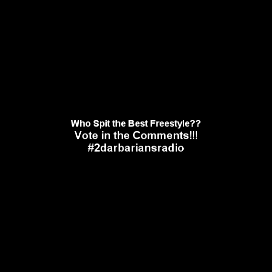 Who Spit the Best Freestyle??
Vote in the Comments!!!
#2darbariansradio